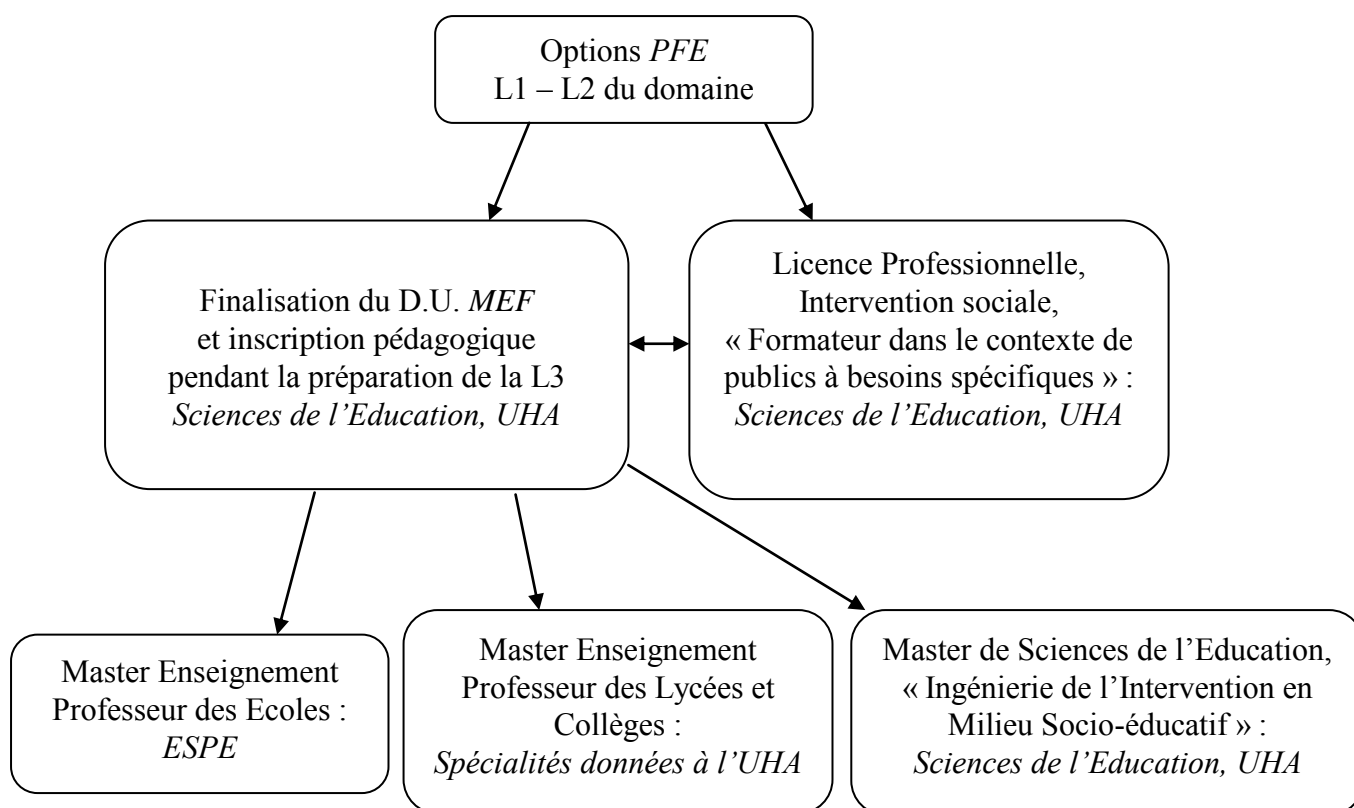 Options PFE
L1 – L2 du domaine
Finalisation du D.U. MEF
et inscription pédagogique
pendant la préparation de la L3
Sciences de l’Education, UHA
Licence Professionnelle,
Intervention sociale,
« Formateur dans le contexte de
publics à besoins spécifiques » :
Sciences de l’Education, UHA
Master Enseignement
Professeur des Ecoles :
ESPE
Master Enseignement
Professeur des Lycées et
Collèges :
Spécialités données à l’UHA
Master de Sciences de l’Education,
« Ingénierie de l’Intervention en
Milieu Socio-éducatif » :
Sciences de l’Education, UHA